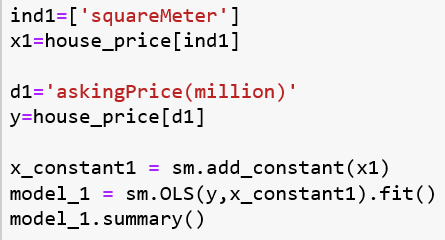 ind1=['squareMeter']
x1=house_price[ind1]
d1='askingPrice(million)'
y=house_price[d1]
x_constant1 = sm.add_constant(x1)
model_1 = sm.OLS(y,x_constant1).fit()
model_1.summary()